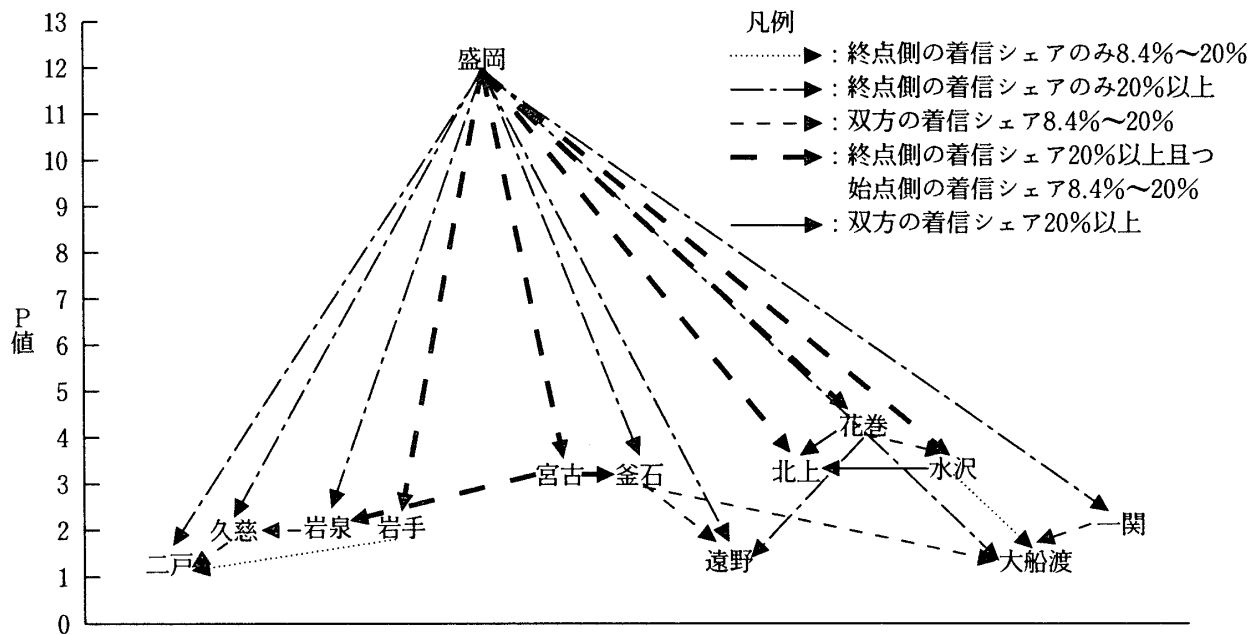 13
12
11
10
9
8
7
6
5
4
3
2
1
0
P値
凡例
：終点側の着信シェアのみ8.4%～20%
：終点側の着信シェアのみ20%以上
：双方の着信シェア8.4%～20%
：終点側の着信シェア20%以上且つ
始点側の着信シェア8.4%～20%
：双方の着信シェア20%以上
盛岡
花巻
宮古
釜石
北上
水沢
久慈
岩泉
岩手
一関
二戸
遠野
大船渡